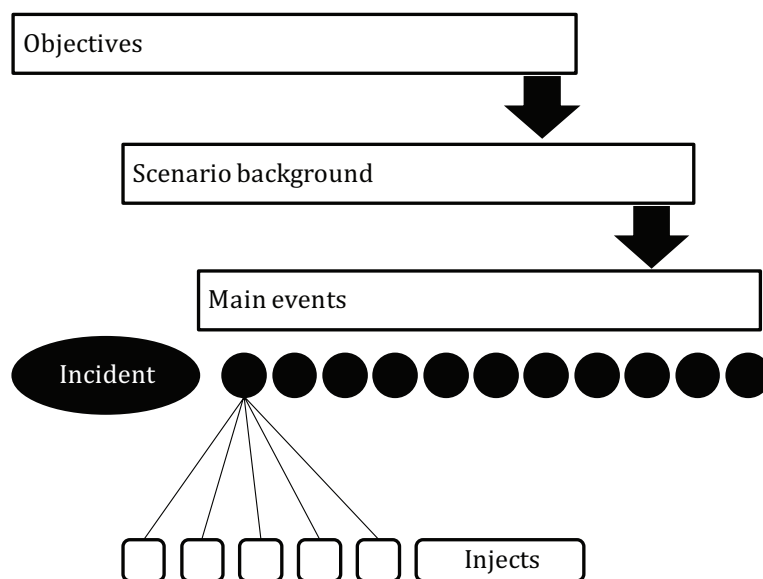 Objectives
Scenario background
Main events
Incident
Injects